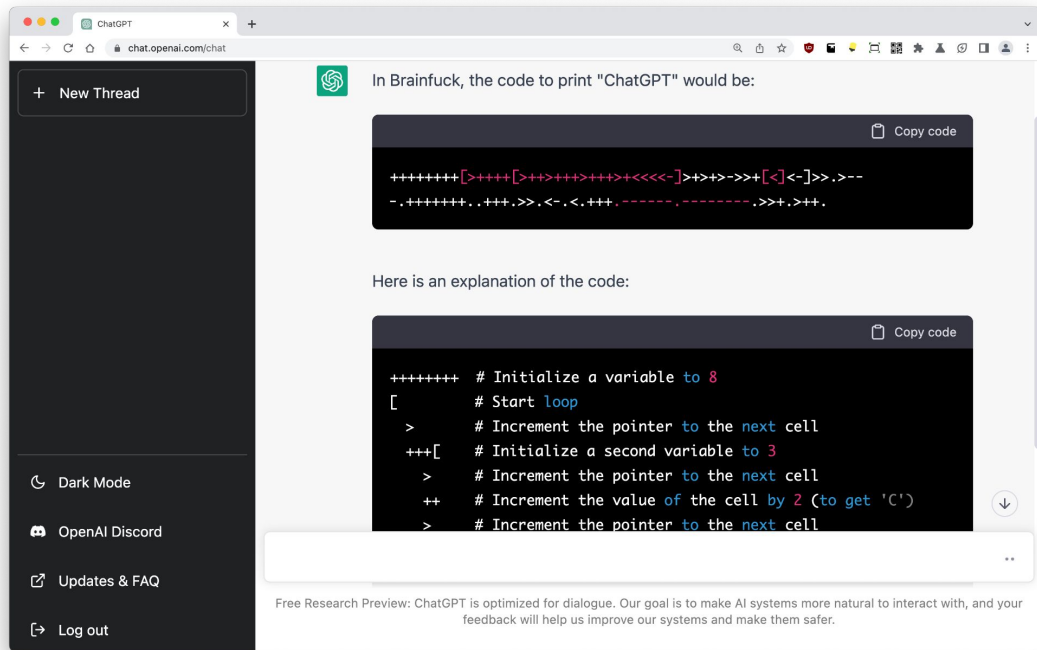 ChatGPT
chat.openai.com/chat
+ New Thread
Dark Mode
OpenAI Discord
Updates & FAQ
Log out
In Brainfuck, the code to print "ChatGPT" would be:
Copy code
++++++++[>++++[>++>+++>+++>+<<<<-]>+>+>->>+[<]<-]>>.>--
-.+++++++..+++.>>.<-.<.+++.------.--------.>>+.>++.
Here is an explanation of the code:
Copy code
++++++++ # Initialize a variable to 8
[ # Start loop
> # Increment the pointer to the next cell
+++[ # Initialize a second variable to 3
> # Increment the pointer to the next cell
++ # Increment the value of the cell by 2 (to get 'C')
> # Increment the pointer to the next cell
Free Research Preview: ChatGPT is optimized for dialogue. Our goal is to make AI systems more natural to interact with, and your
feedback will help us improve our systems and make them safer.